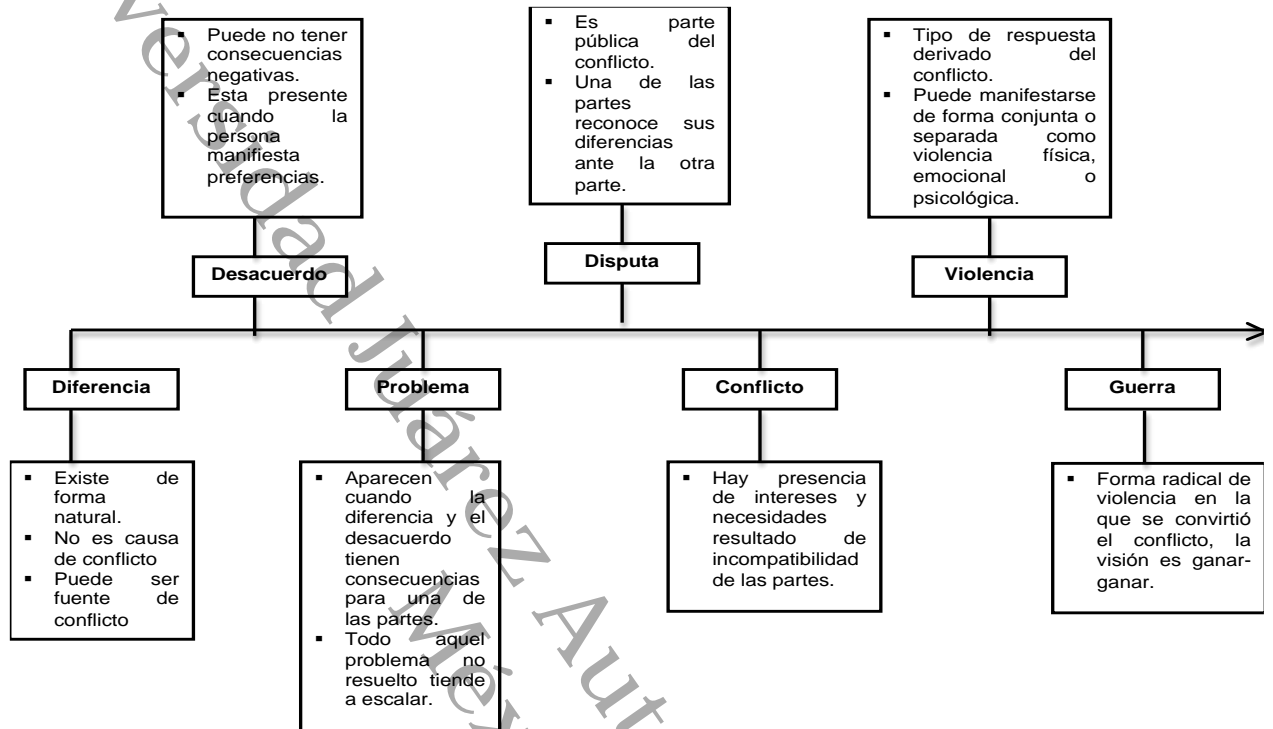 ▪ Puede no tener
consecuencias
negativas.
▪ Esta presente
cuando la
persona
manifiesta
preferencias.
▪ Es parte
pública del
conflicto.
▪ Una de las
partes
reconoce sus
diferencias
ante la otra
parte.
▪ Tipo de respuesta
derivado del
conflicto.
▪ Puede manifestarse
de forma conjunta o
separada como
violencia física,
emocional o
psicológica.
Desacuerdo
Disputa
Violencia
Diferencia
Problema
Conflicto
Guerra
▪ Existe de
forma
natural.
▪ No es causa
de conflicto
▪ Puede ser
fuente de
conflicto
▪ Aparecen
cuando la
diferencia y el
desacuerdo
tienen
consecuencias
para una de
las partes.
▪ Todo aquel
problema no
resuelto tiende
a escalar.
▪ Hay presencia
de intereses y
necesidades
resultado de
incompatibilidad
de las partes.
▪ Forma radical de
violencia en la
que se convirtió
el conflicto, la
visión es ganar-
ganar.
versidad Juárez Aut
Méx